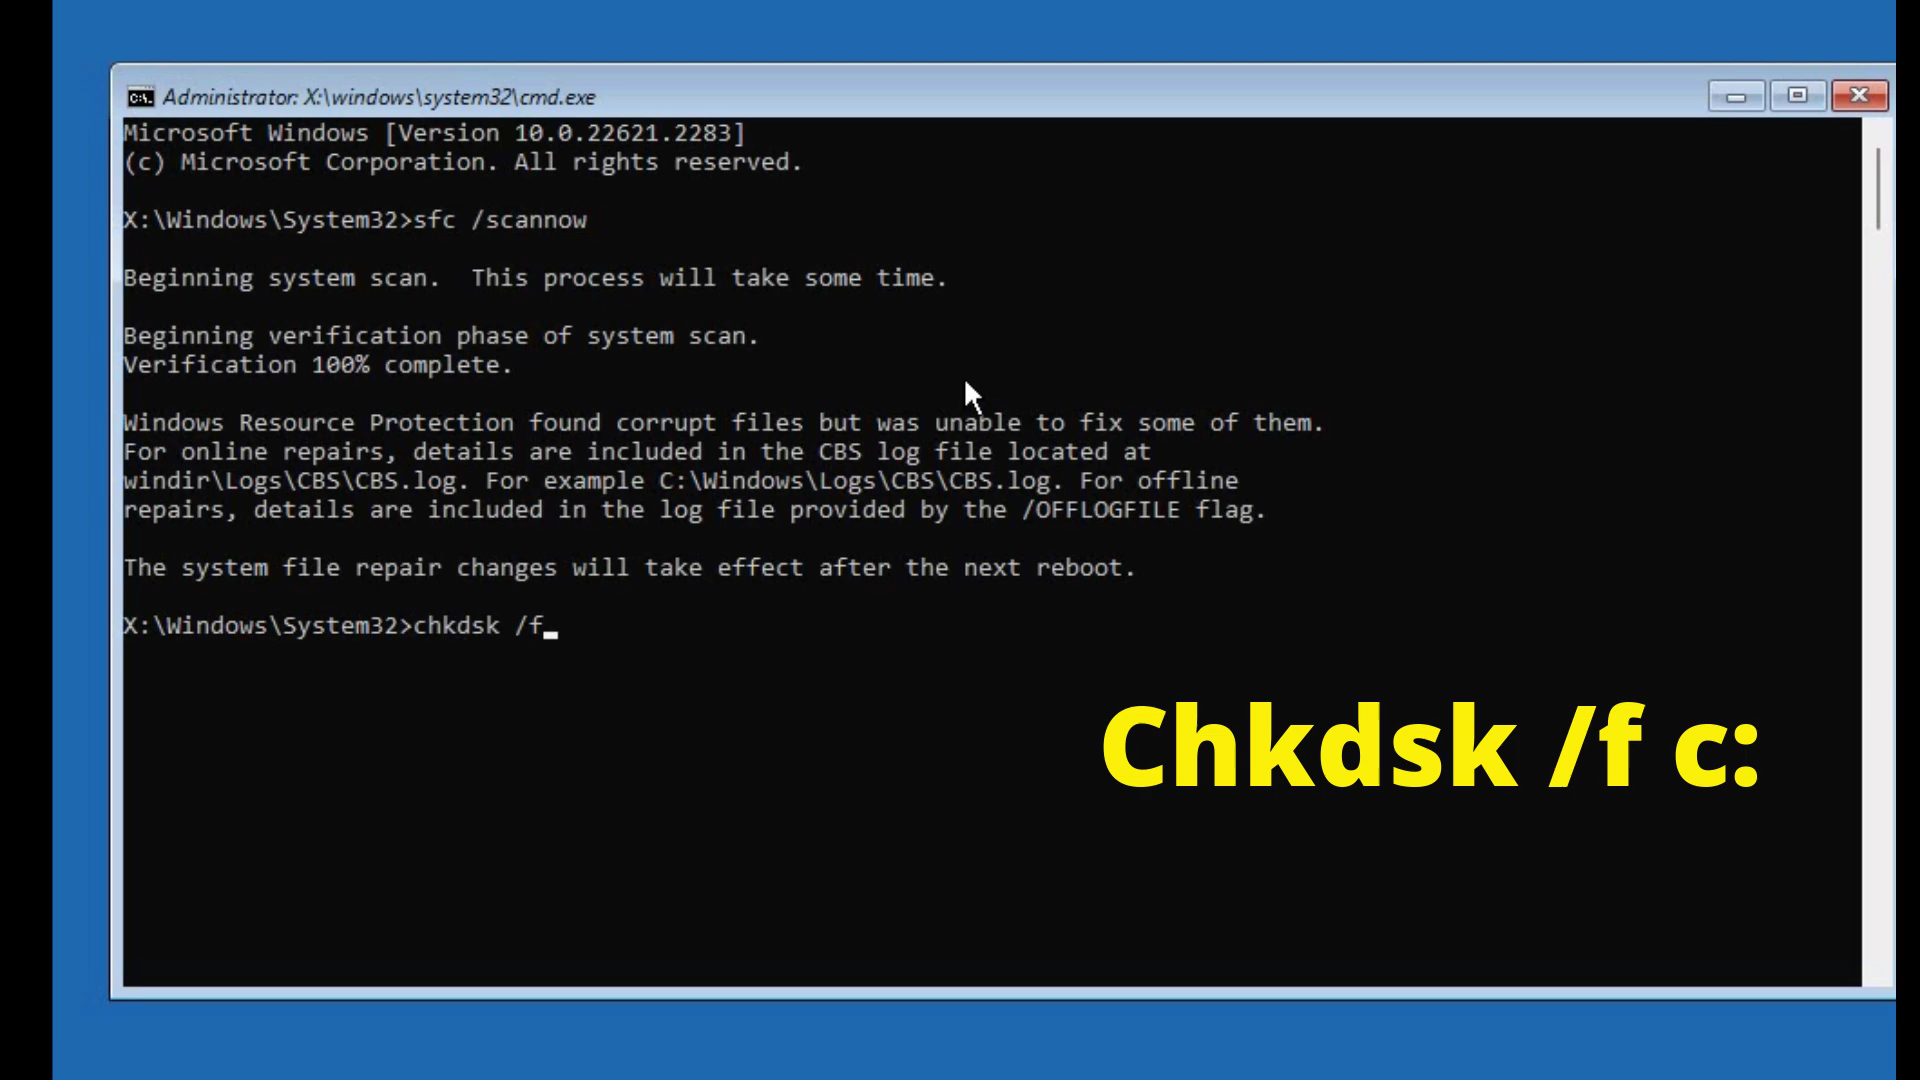 Administrator: X:\windows\system32\cmd.exe
Microsoft Windows [Version 10.0.22621.2283]
(c) Microsoft Corporation. All rights reserved.
X:\Windows\System32>sfc /scannow
Beginning system scan.  This process will take some time.
Beginning verification phase of system scan.
Verification 100% complete.
Windows Resource Protection found corrupt files but was unable to fix some of them.
For online repairs, details are included in the CBS log file located at
windir\Logs\CBS\CBS.log. For example C:\Windows\Logs\CBS\CBS.log. For offline
repairs, details are included in the log file provided by the /OFFLOGFILE flag.
The system file repair changes will take effect after the next reboot.
X:\Windows\System32>chkdsk /f
Chkdsk /f c: